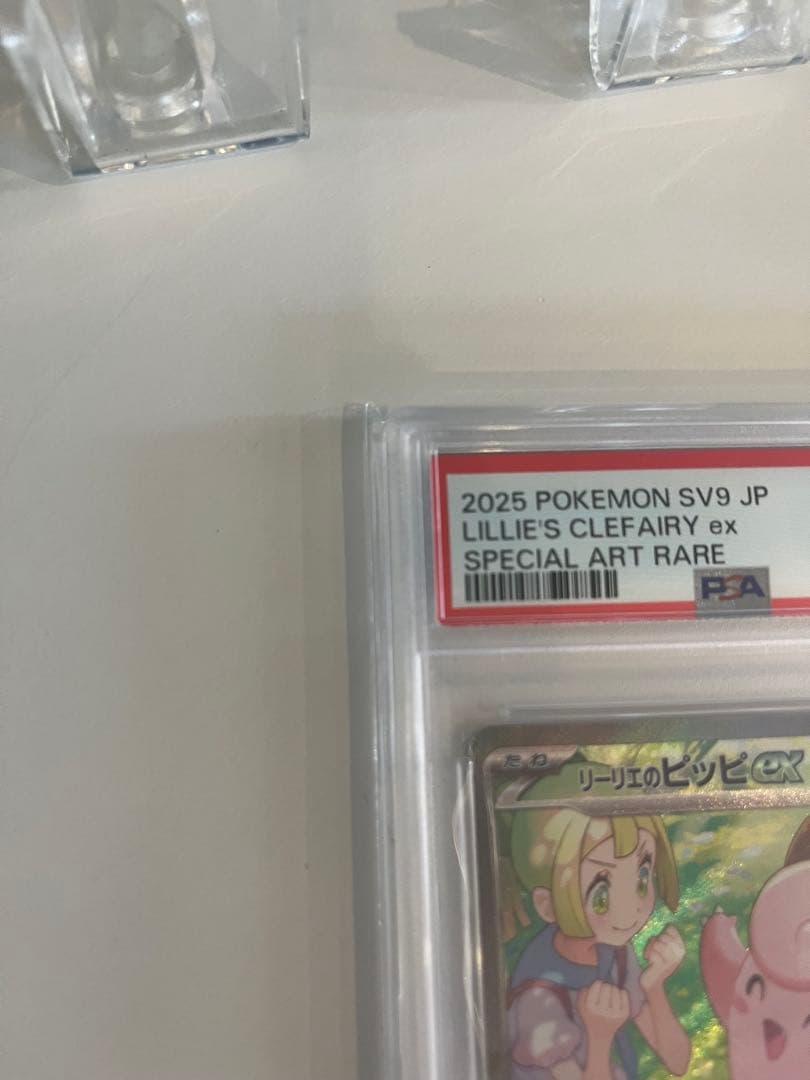 2025 POKEMON SV9 JP
LILLIE'S CLEFAIRY ex
SPECIAL ART RARE
PSA
たね
リーリエのピッピex